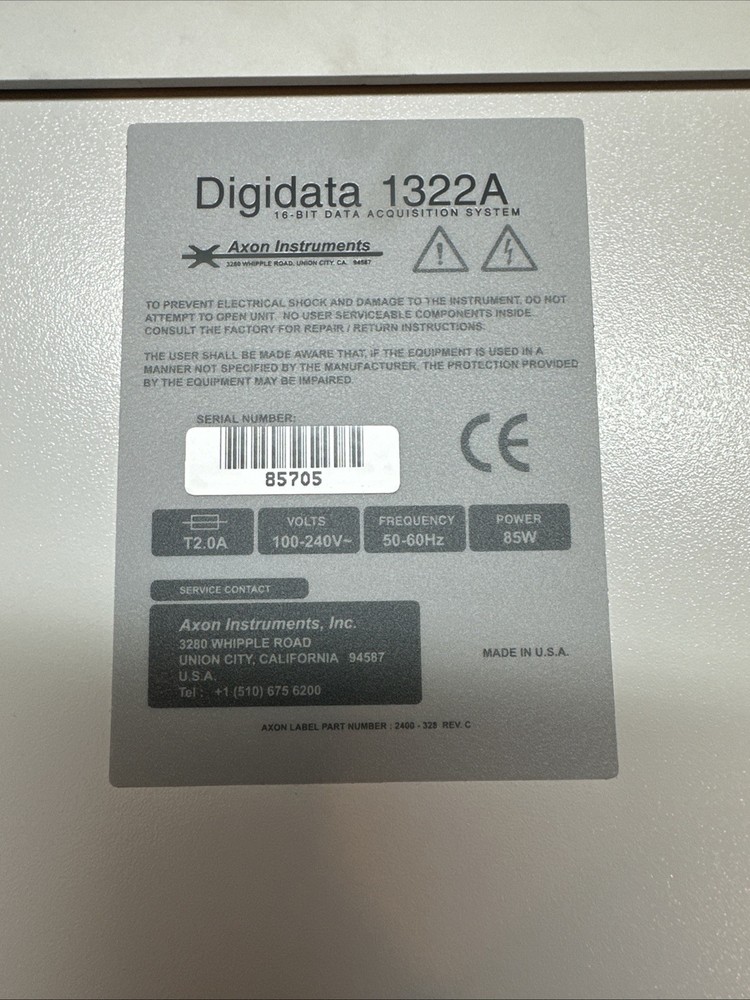 Digidata 1322A
16-BIT DATA ACQUISITION SYSTEM
Axon Instruments
3280 WHIPPLE ROAD, UNION CITY, CA. 94587
TO PREVENT ELECTRICAL SHOCK AND DAMAGE TO THE INSTRUMENT, DO NOT
ATTEMPT TO OPEN UNIT. NO USER SERVICEABLE COMPONENTS INSIDE.
CONSULT THE FACTORY FOR REPAIR / RETURN INSTRUCTIONS.
THE USER SHALL BE MADE AWARE THAT, IF THE EQUIPMENT IS USED IN A
MANNER NOT SPECIFIED BY THE MANUFACTURER, THE PROTECTION PROVIDED
BY THE EQUIPMENT MAY BE IMPAIRED.
SERIAL NUMBER:
85705
CE
T2.0A
VOLTS
100-240V~
FREQUENCY
50-60Hz
POWER
85W
SERVICE CONTACT
Axon Instruments, Inc.
3280 WHIPPLE ROAD
UNION CITY, CALIFORNIA 94587
U.S.A.
Tel : +1 (510) 675 6200
MADE IN U.S.A.
AXON LABEL PART NUMBER : 2400 - 328 REV. C